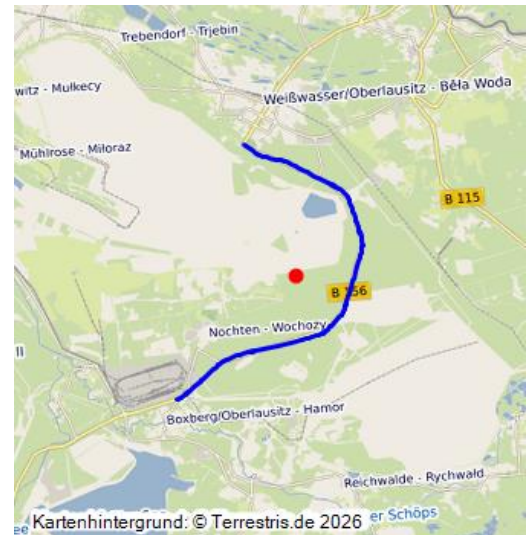 Trebendorf - Trjebin
witz - Mułkecy
Weißwasser/Oberlausitz - Běła Woda
Mühlrose - Miłoraz
B 115
B 156
Nochten - Wochozy
ll
Boxberg/Oberlausitz - Hamor
Reichwalde - Rychwałd
er Schöps
Kartenhintergrund: © Terrestris.de 2026